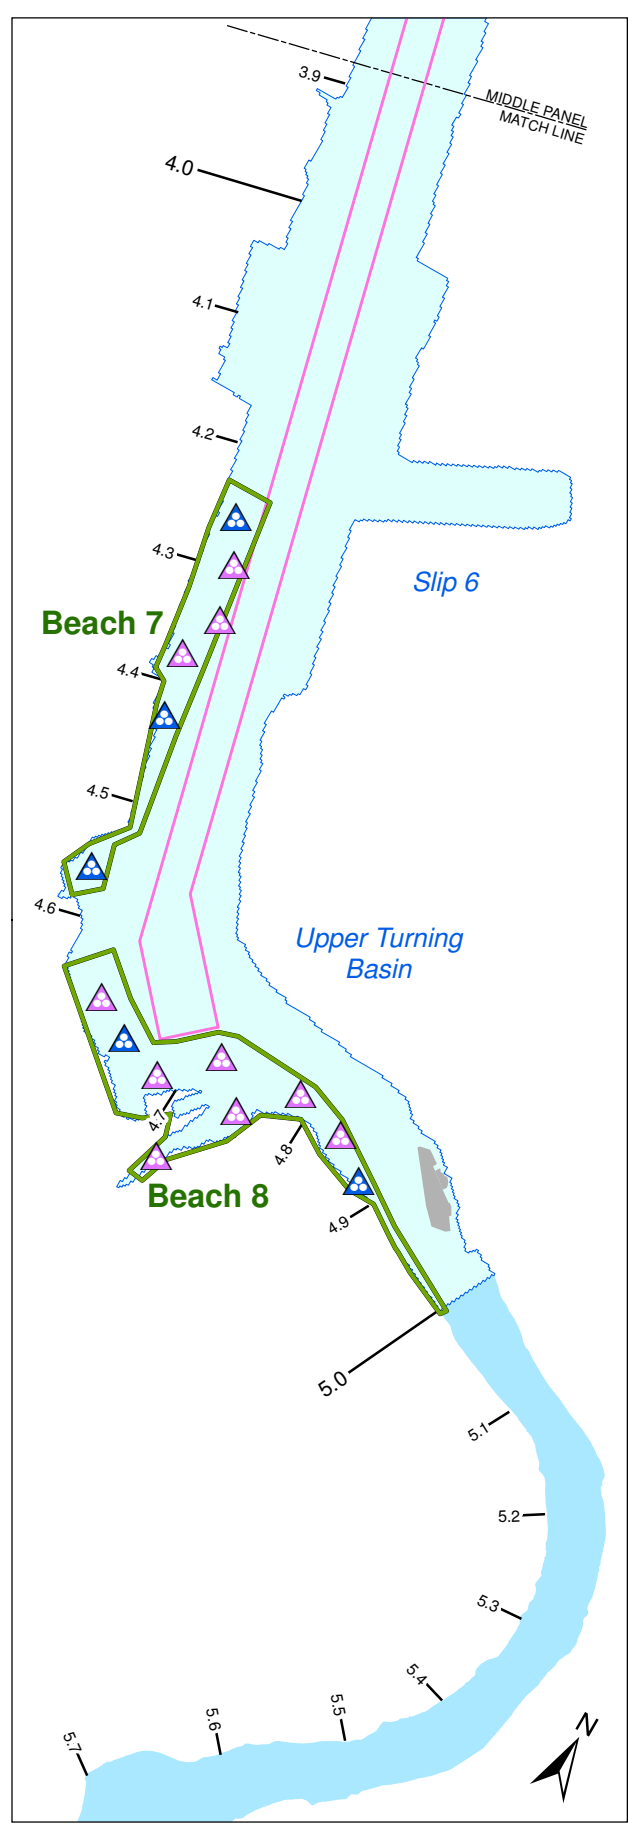 3.9
MIDDLE PANEL
MATCH LINE
4.0
4.1
4.2
4.3
Slip 6
Beach 7
4.4
4.5
4.6
Upper Turning
Basin
4.7
4.8
Beach 8
4.9
5.0
5.1
5.2
5.3
5.4
5.5
5.6
5.7
N